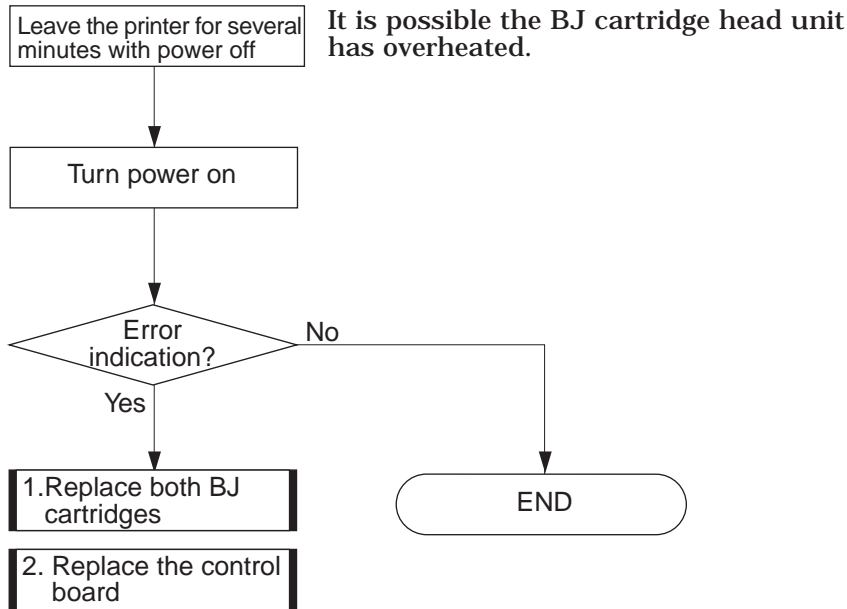 Leave the printer for several
minutes with power off
It is possible the BJ cartridge head unit
has overheated.
Turn power on
Error
indication?
No
Yes
1.Replace both BJ
cartridges
END
2. Replace the control
board